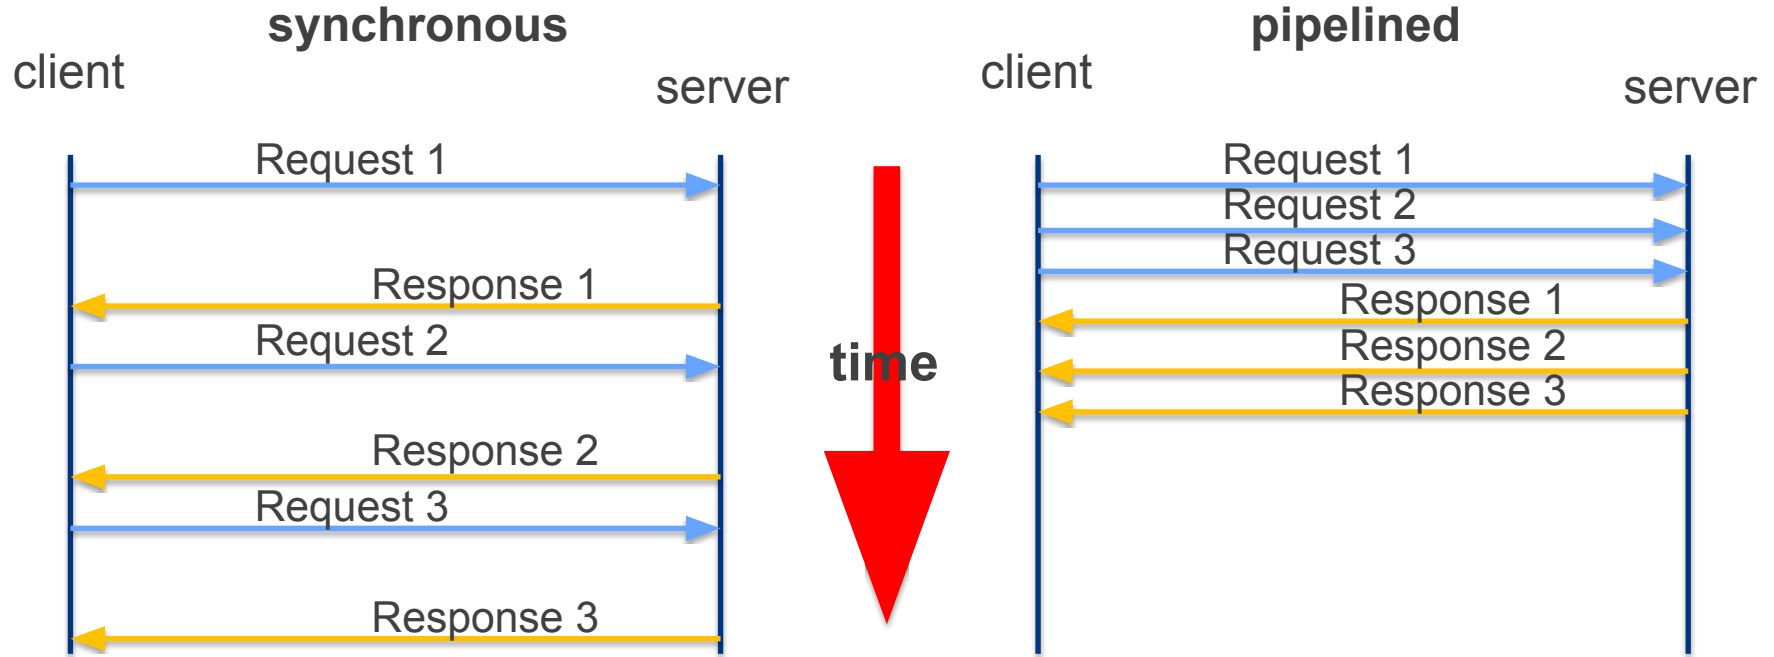 synchronous
client
server
Request 1
Response 1
Request 2
Response 2
Request 3
Response 3
time
pipelined
client
server
Request 1
Request 2
Request 3
Response 1
Response 2
Response 3